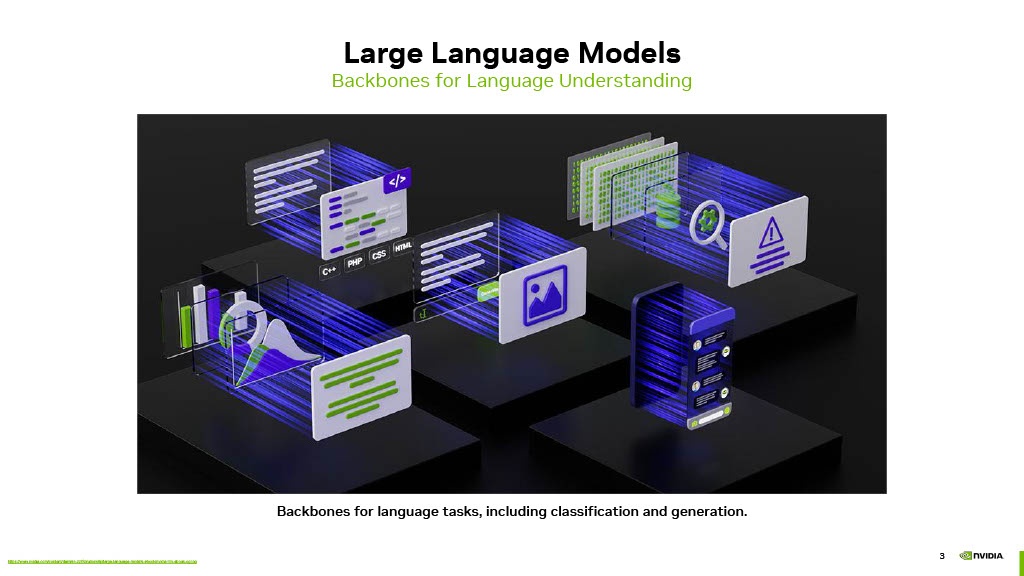 Large Language Models
Backbones for Language Understanding
</>
C++ PHP CSS HTML
Backbones for language tasks, including classification and generation.
3
NVIDIA